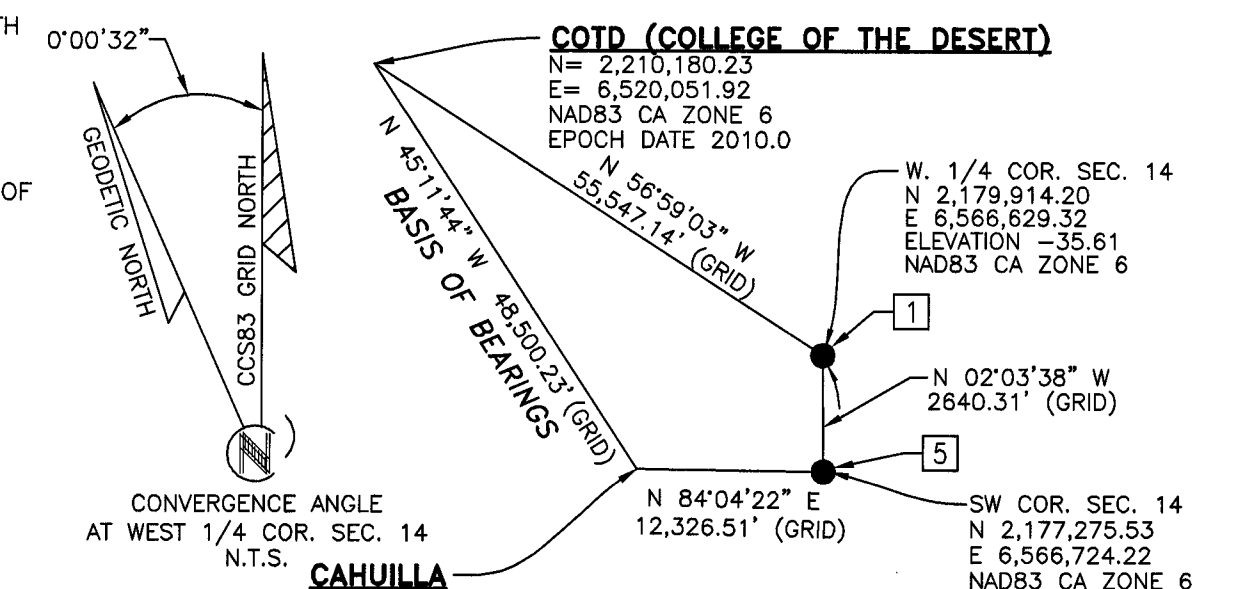 TH
0°00'32"
OF
GEODETIC NORTH
CCS83 GRID NORTH
N
CONVERGENCE ANGLE
AT WEST 1/4 COR. SEC. 14
N.T.S.
COTD (COLLEGE OF THE DESERT)
N= 2,210,180.23
E= 6,520,051.92
NAD83 CA ZONE 6
EPOCH DATE 2010.0
N 56°59'03" W
55,547.14' (GRID)
N 45°11'44" W 48,500.23' (GRID)
BASIS OF BEARINGS
W. 1/4 COR. SEC. 14
N 2,179,914.20
E 6,566,629.32
ELEVATION -35.61
NAD83 CA ZONE 6
1
N 02°03'38" W
2640.31' (GRID)
5
N 84°04'22" E
12,326.51' (GRID)
SW COR. SEC. 14
N 2,177,275.53
E 6,566,724.22
NAD83 CA ZONE 6
CAHUILLA